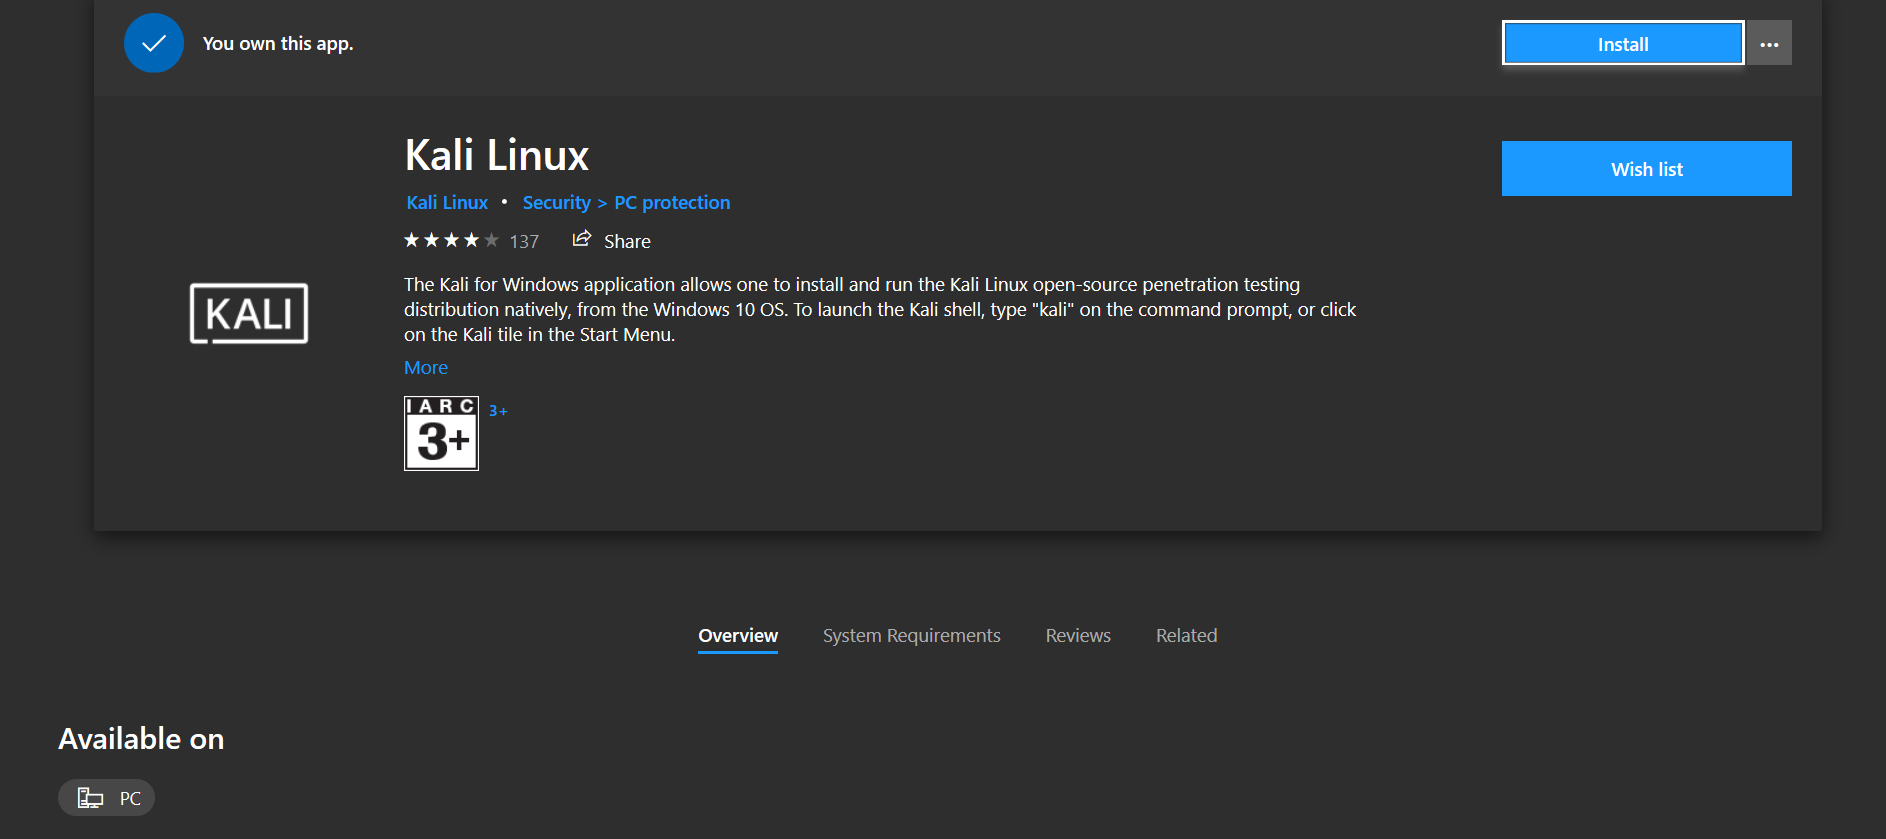 You own this app.
Install
Kali Linux
Wish list
Kali Linux • Security > PC protection
137 Share
KALI
The Kali for Windows application allows one to install and run the Kali Linux open-source penetration testing
distribution natively, from the Windows 10 OS. To launch the Kali shell, type "kali" on the command prompt, or click
on the Kali tile in the Start Menu.
More
IARC
3+
3+
Overview System Requirements Reviews Related
Available on
PC